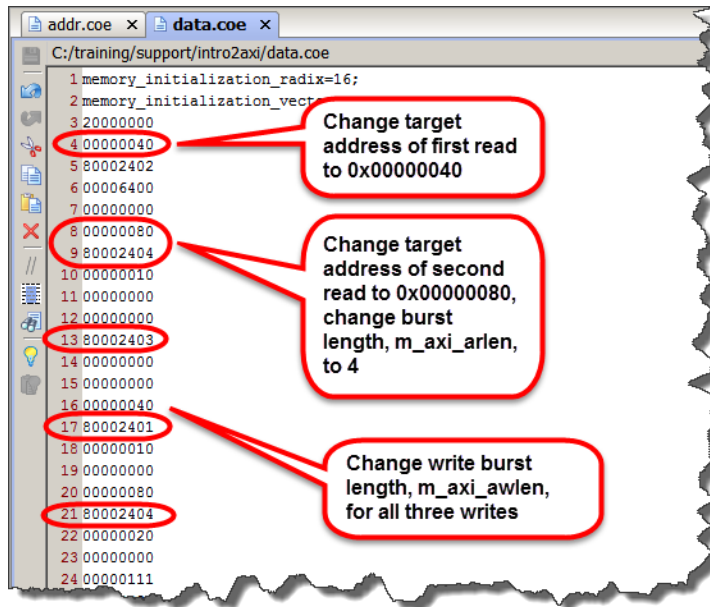 addr.coe
data.coe
C:/training/support/intro2axi/data.coe
1 memory_initialization_radix=16;
2 memory_initialization_vect
3 20000000
4 00000040
5 80002402
6 00006400
7 00000000
8 00000080
9 80002404
10 00000010
11 00000000
12 00000000
13 80002403
14 00000000
15 00000000
16 00000040
17 80002401
18 00000010
19 00000000
20 00000080
21 80002404
22 00000020
23 00000000
24 00000111
Change target
address of first read
to 0x00000040
Change target
address of second
read to 0x00000080,
change burst
length, m_axi_arlen,
to 4
Change write burst
length, m_axi_awlen,
for all three writes